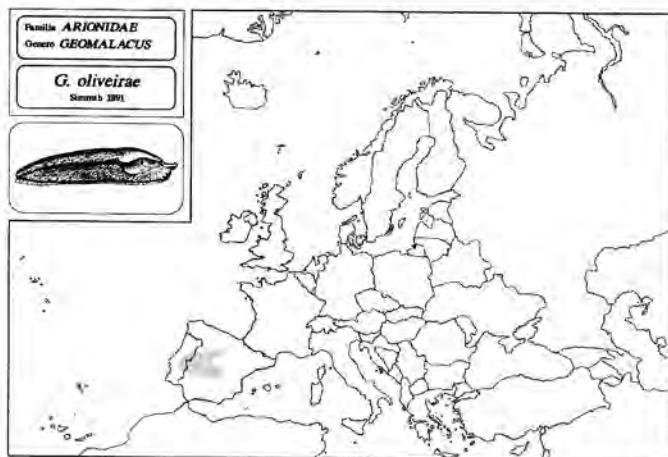 Familia ARIONIDAE
Genero GEOMALACUS
G. oliveirae
Simroth 1891